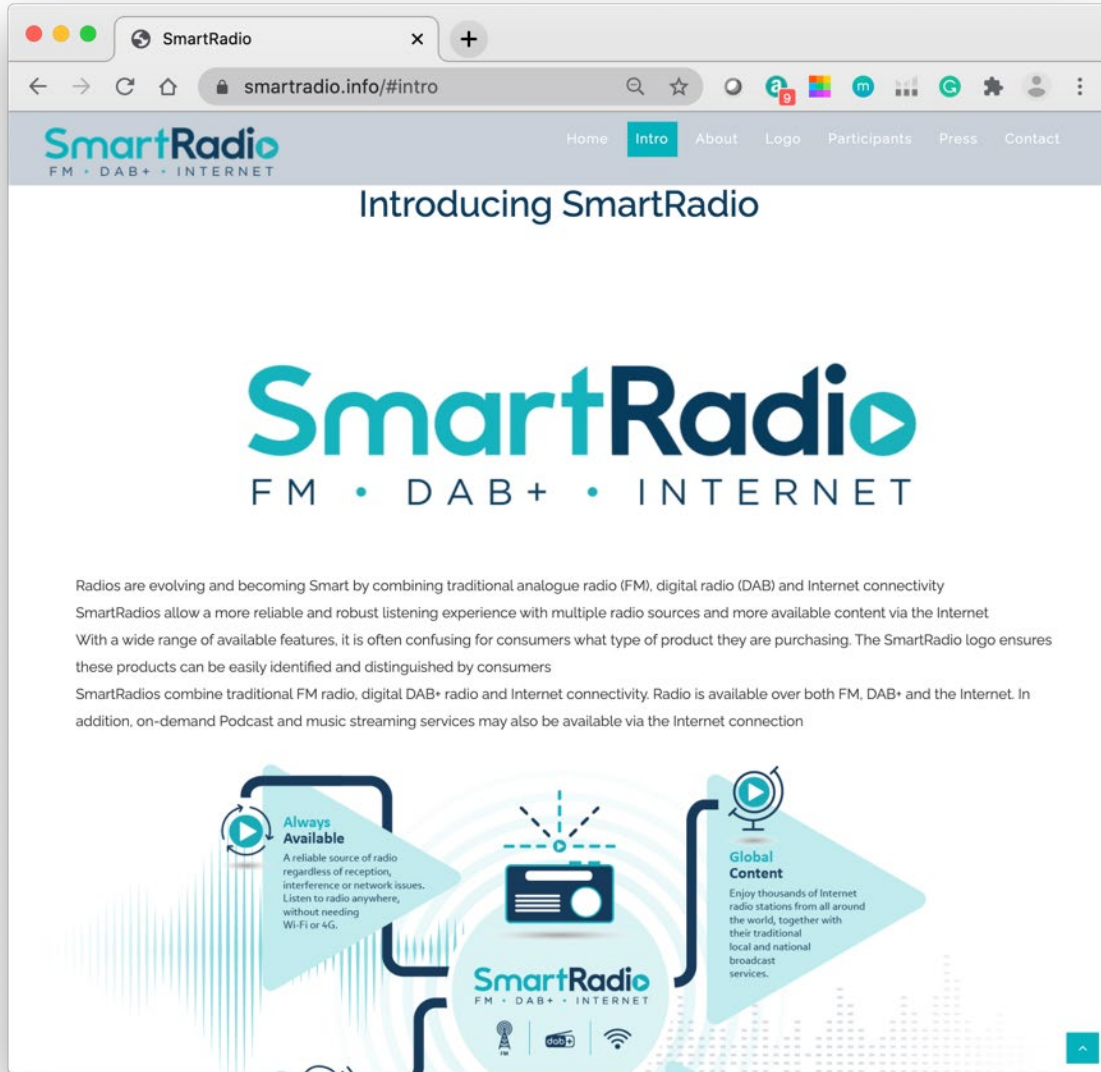 SmartRadio
smartradio.info/#intro
9
m
G
SmartRadio
FM • DAB+ • INTERNET
Home Intro About Logo Participants Press Contact
Introducing SmartRadio
SmartRadio
FM • DAB+ • INTERNET
Radios are evolving and becoming Smart by combining traditional analogue radio (FM), digital radio (DAB) and Internet connectivity
SmartRadios allow a more reliable and robust listening experience with multiple radio sources and more available content via the Internet
With a wide range of available features, it is often confusing for consumers what type of product they are purchasing. The SmartRadio logo ensures
these products can be easily identified and distinguished by consumers
SmartRadios combine traditional FM radio, digital DAB+ radio and Internet connectivity. Radio is available over both FM, DAB+ and the Internet. In
addition, on-demand Podcast and music streaming services may also be available via the Internet connection
Always
Available
A reliable source of radio
regardless of reception,
interference or network issues.
Listen to radio anywhere,
without needing
Wi-Fi or 4G.
Global
Content
Enjoy thousands of Internet
radio stations from all around
the world, together with
their traditional
local and national
broadcast
services.
SmartRadio
FM • DAB+ • INTERNET
FM
dab+